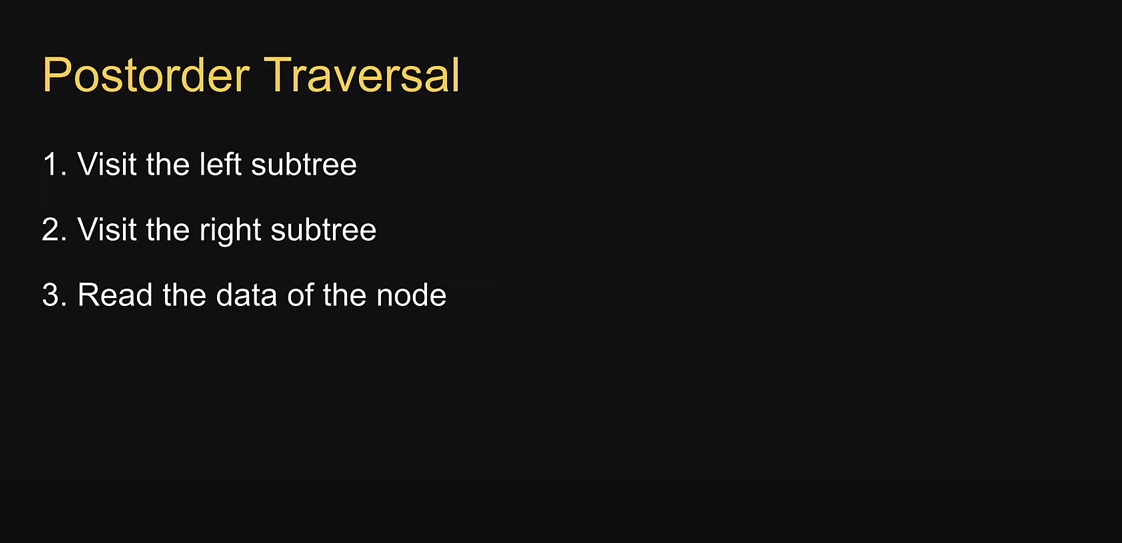 Postorder Traversal
1. Visit the left subtree
2. Visit the right subtree
3. Read the data of the node